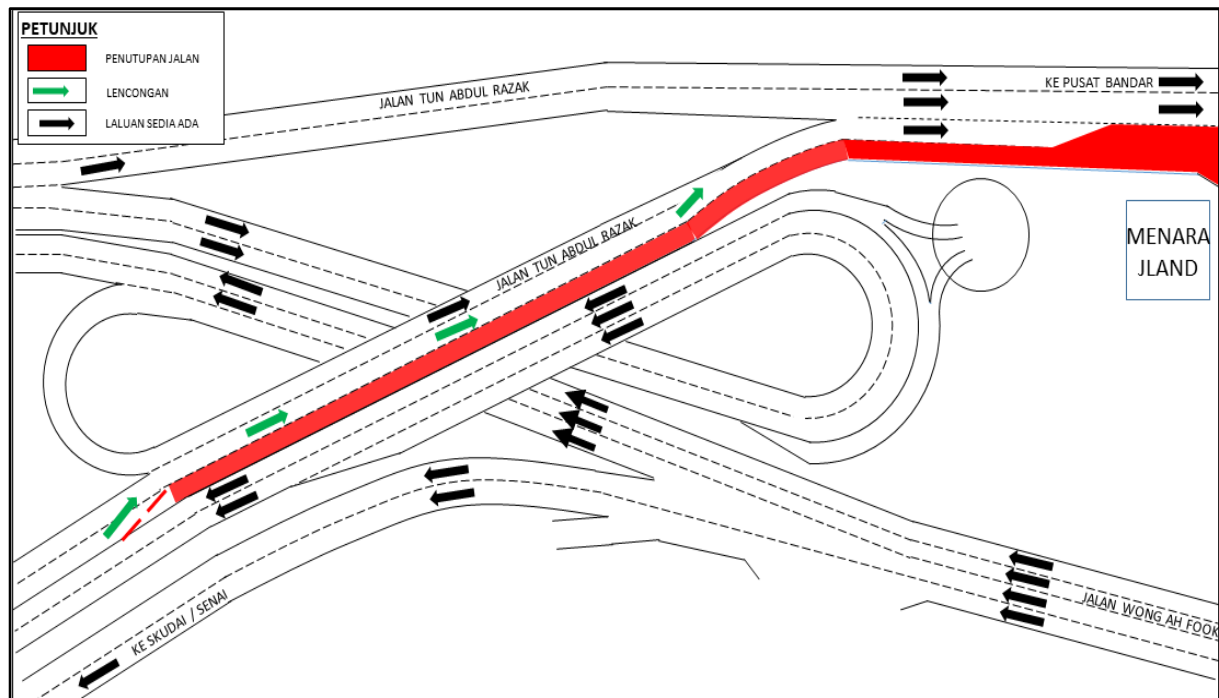 PETUNJUK
PENUTUPAN JALAN
LENCONGAN
LALUAN SEDIA ADA
JALAN TUN ABDUL RAZAK
KE PUSAT BANDAR
JALAN TUN ABDUL RAZAK
MENARA
JLAND
KE SKUDAI / SENAI
JALAN WONG AH FOOK